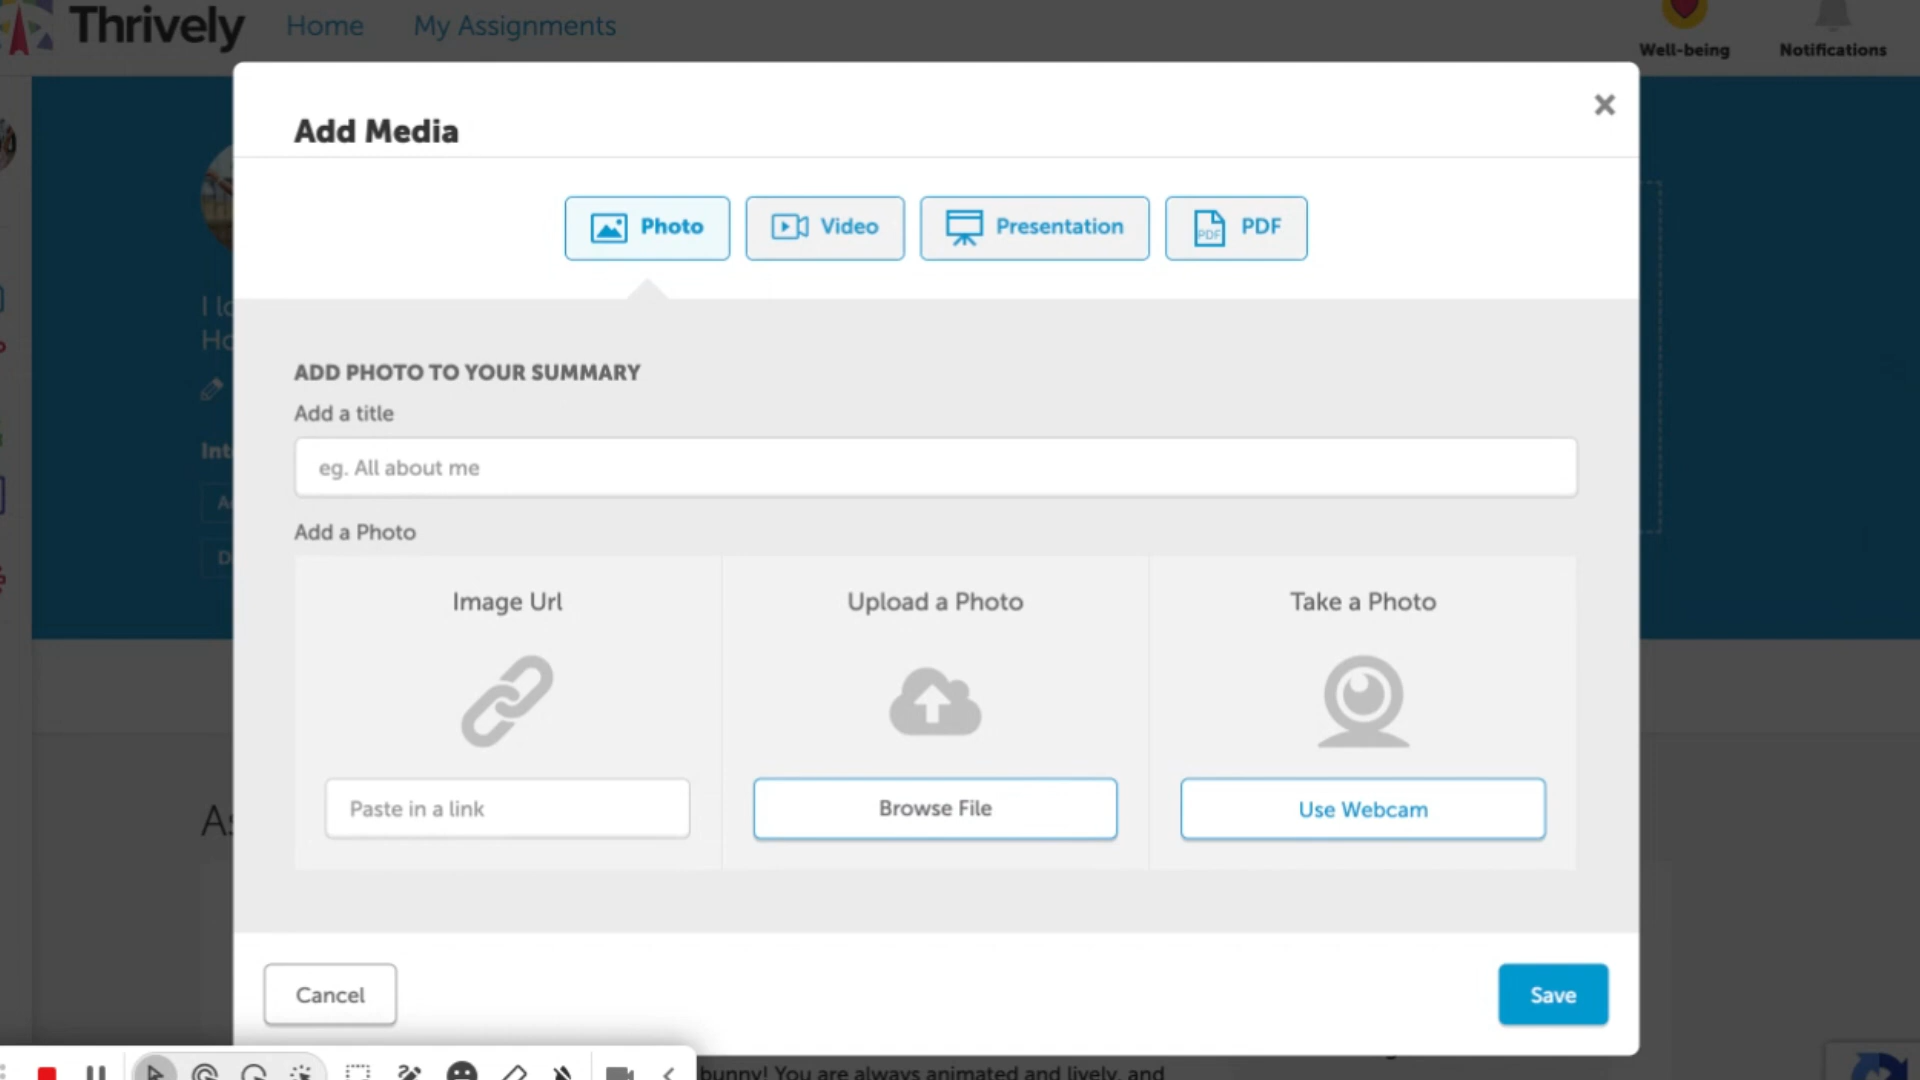 Thrively
Home
My Assignments
Well-being
Notifications
Add Media
Photo
Video
Presentation
PDF
PDF
ADD PHOTO TO YOUR SUMMARY
Add a title
eg. All about me
Add a Photo
Image Url
Upload a Photo
Take a Photo
Paste in a link
Browse File
Use Webcam
Cancel
Save
bunny! You are always animated and lively, and